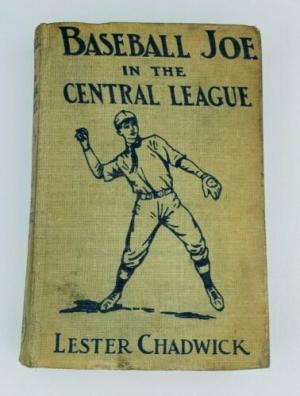 BASEBALL JOE
IN THE
CENTRAL LEAGUE
LESTER CHADWICK